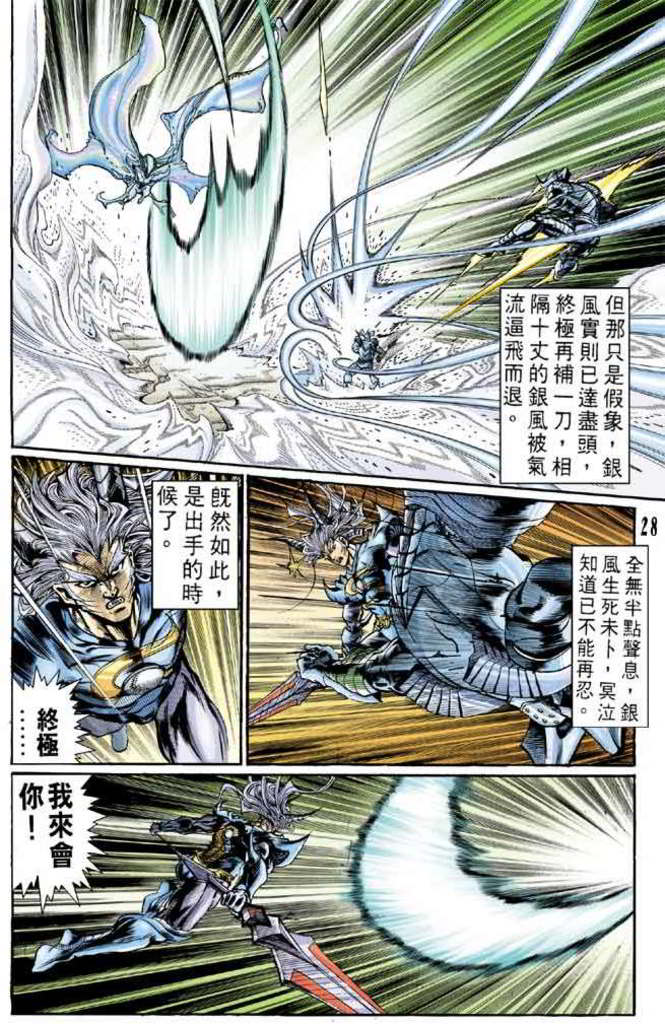 但那只是假象，銀
風實則已達盡頭，
終極再補一刀，相
隔十丈的銀風被氣
流逼飛而退。
28
全無半點聲息，銀
風生死未卜，冥泣
知道已不能再忍。
既然如此，
是出手的時
候了。
終極
……
我來會
你！